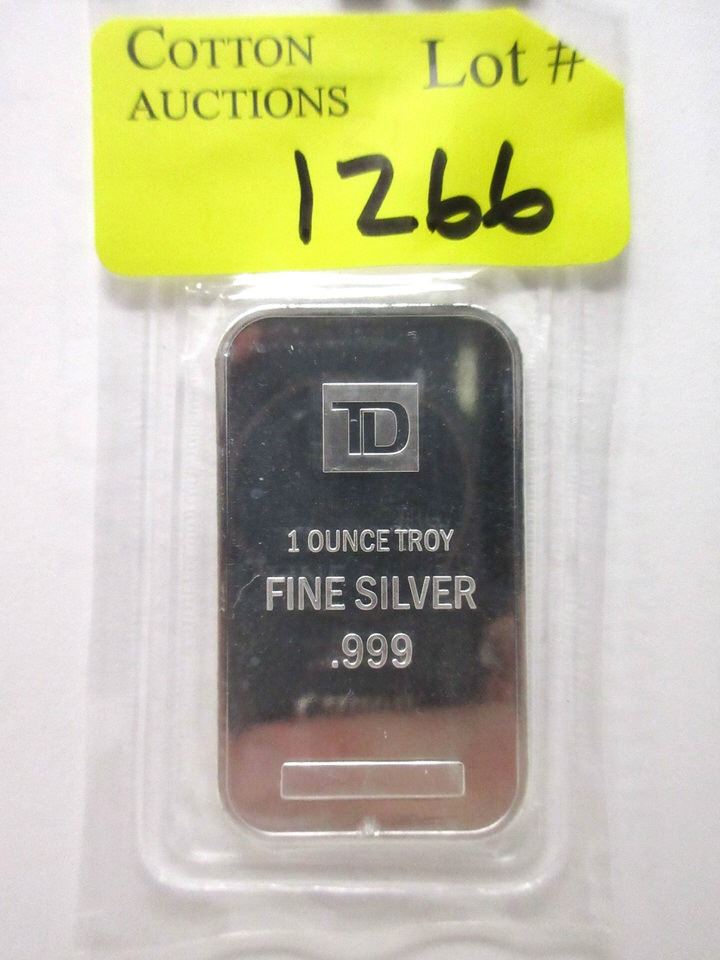 COTTON
AUCTIONS
Lot #
1266
TD
1 OUNCE TROY
FINE SILVER
.999